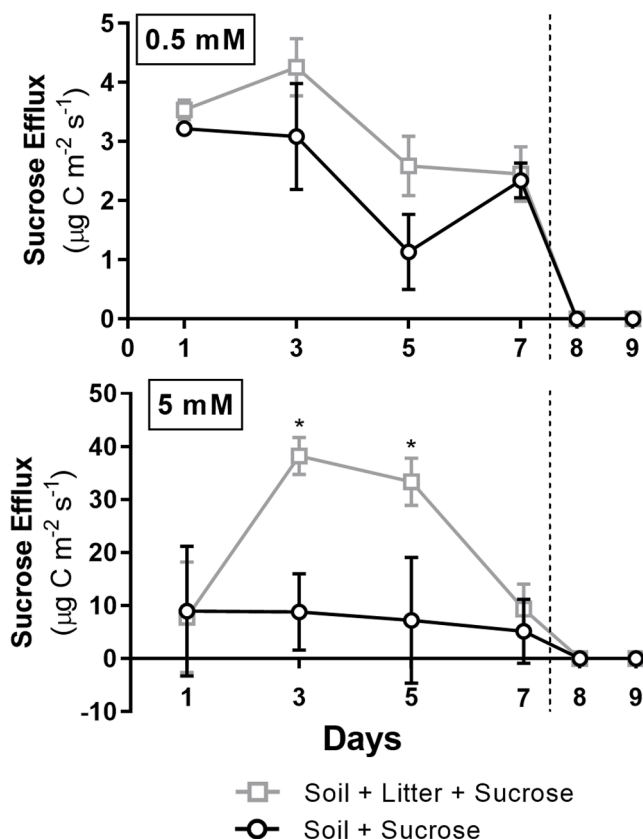 0.5 mM
Sucrose Efflux
(µg C m⁻² s⁻¹)
5
4
3
2
1
0
0 1 3 5 7 8 9
5 mM
Sucrose Efflux
(µg C m⁻² s⁻¹)
50
40
30
20
10
0
-10
* *
1 3 5 7 8 9
Days
Soil + Litter + Sucrose
Soil + Sucrose